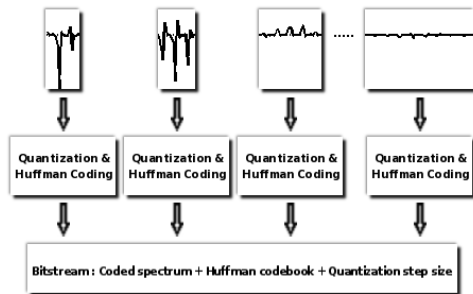 .....
Quantization &
Huffman Coding
Quantization &
Huffman Coding
Quantization &
Huffman Coding
Quantization &
Huffman Coding
Bitstream : Coded spectrum + Huffman codebook + Quantization step size